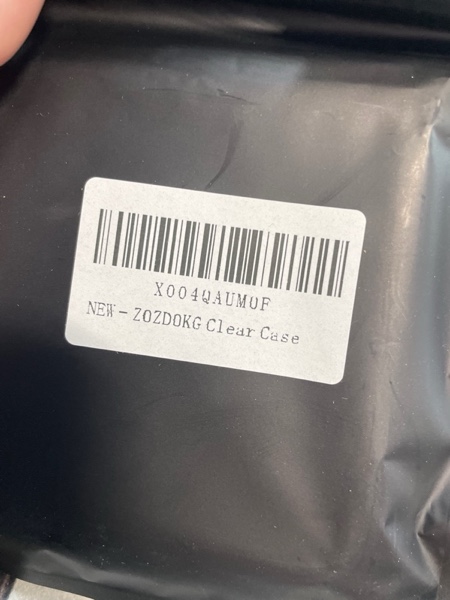 X004QAUM0F
NEW - ZOZDOKG Clear Case